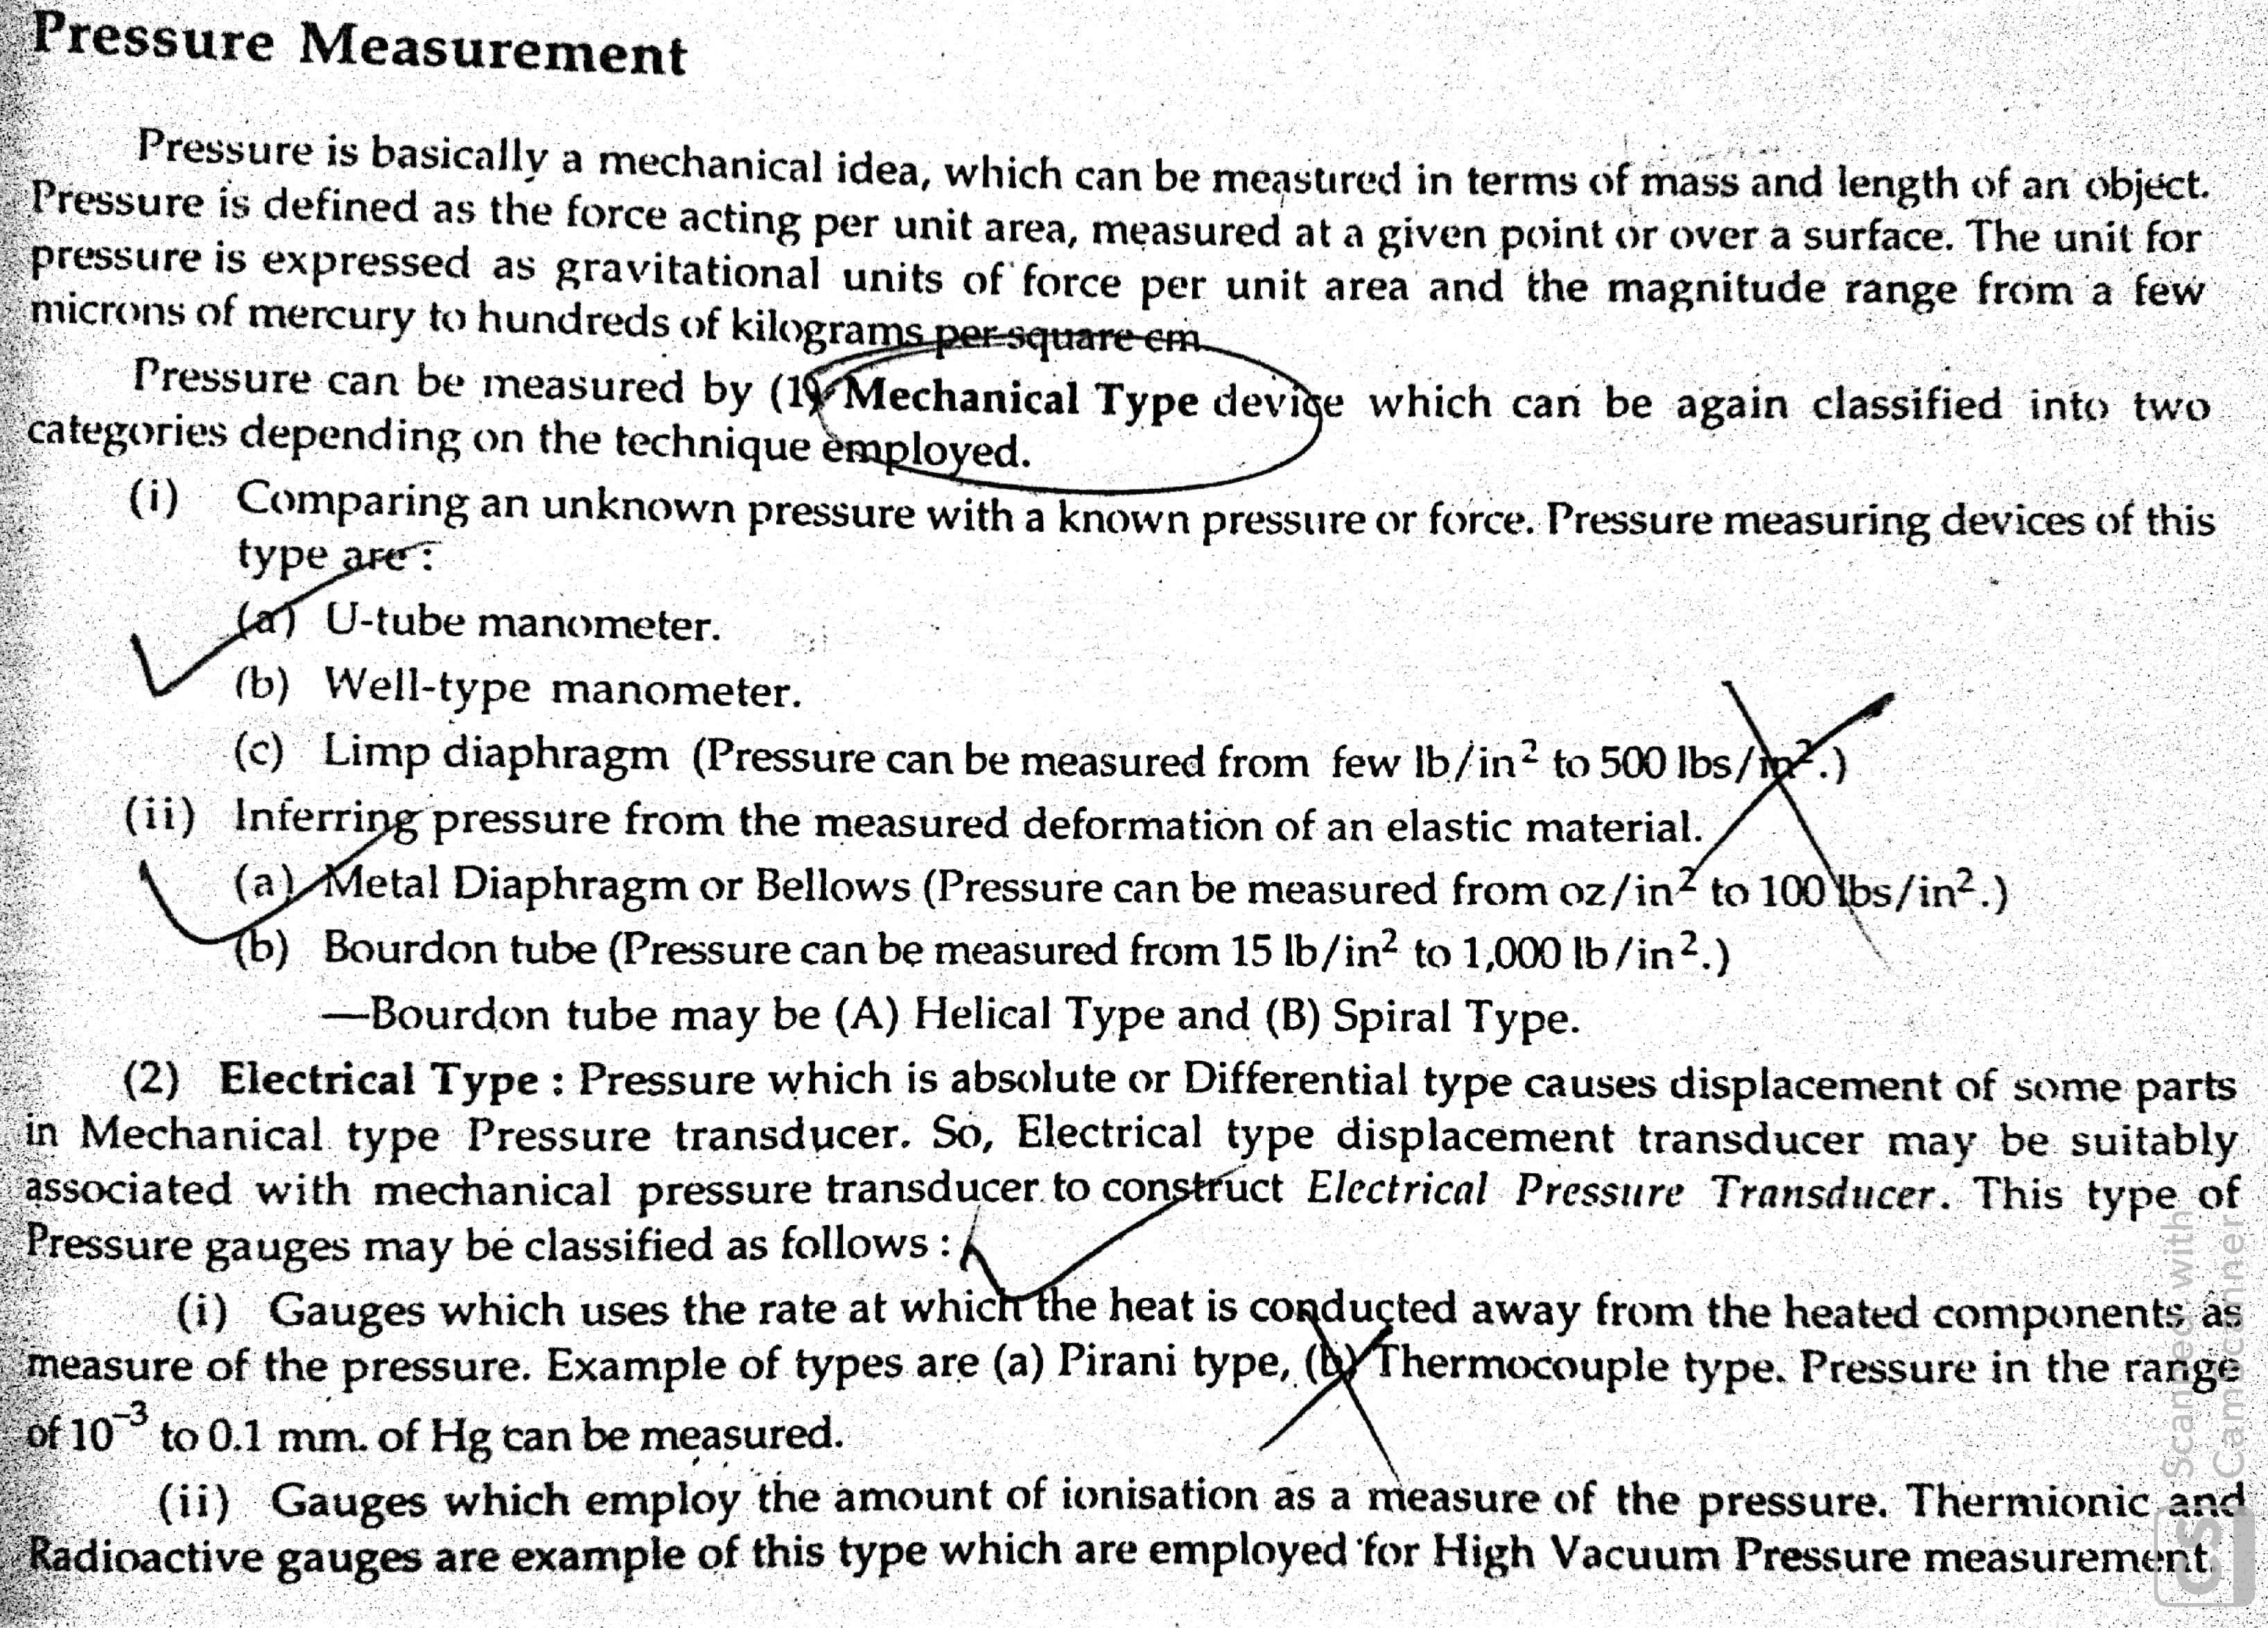 Pressure Measurement
Pressure is basically a mechanical idea, which can be measured in terms of mass and length of an object.
Pressure is defined as the force acting per unit area, measured at a given point or over a surface. The unit for
pressure is expressed as gravitational units of force per unit area and the magnitude range from a few
microns of mercury to hundreds of kilograms per square cm.
Pressure can be measured by (1) Mechanical Type device which can be again classified into two
categories depending on the technique employed.
(i) Comparing an unknown pressure with a known pressure or force. Pressure measuring devices of this
type are :
(a) U-tube manometer.
(b) Well-type manometer.
(c) Limp diaphragm (Pressure can be measured from few lb/in² to 500 lbs/in².)
(ii) Inferring pressure from the measured deformation of an elastic material.
(a) Metal Diaphragm or Bellows (Pressure can be measured from oz/in² to 100 lbs/in².)
(b) Bourdon tube (Pressure can be measured from 15 lb/in² to 1,000 lb/in².)
—Bourdon tube may be (A) Helical Type and (B) Spiral Type.
(2) Electrical Type : Pressure which is absolute or Differential type causes displacement of some parts
in Mechanical type Pressure transducer. So, Electrical type displacement transducer may be suitably
associated with mechanical pressure transducer to construct Electrical Pressure Transducer. This type of
Pressure gauges may be classified as follows :
(i) Gauges which uses the rate at which the heat is conducted away from the heated components as
measure of the pressure. Example of types are (a) Pirani type, (b) Thermocouple type. Pressure in the range
of 10⁻³ to 0.1 mm. of Hg can be measured.
(ii) Gauges which employ the amount of ionisation as a measure of the pressure. Thermionic and
Radioactive gauges are example of this type which are employed for High Vacuum Pressure measurement.
CS
Scanned with
CamScanner